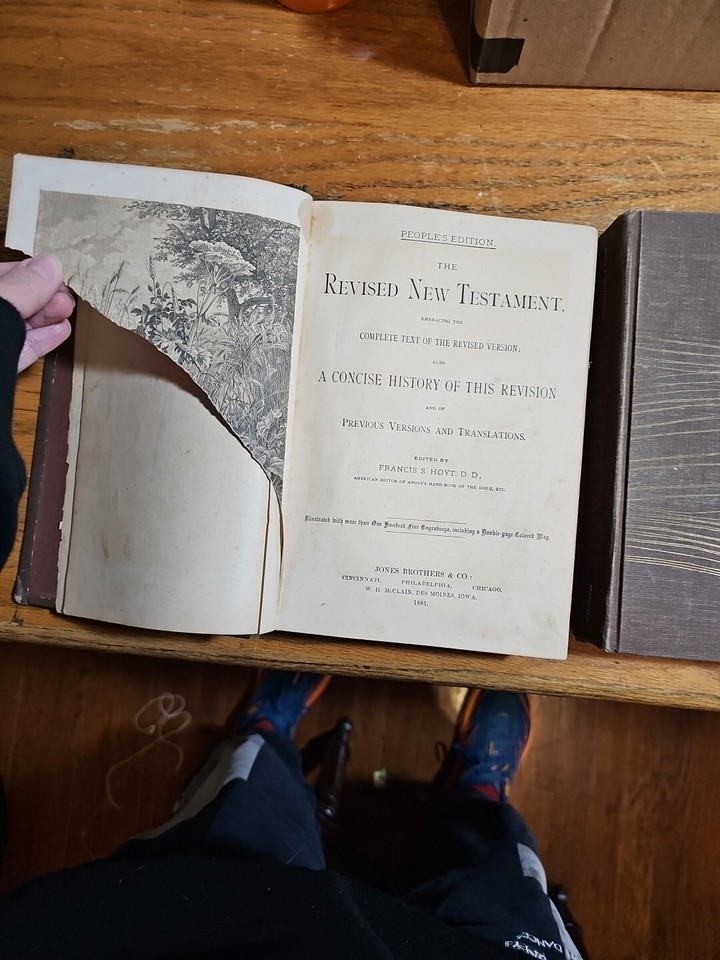 PEOPLE'S EDITION.
THE
REVISED NEW TESTAMENT,
EMBRACING THE
COMPLETE TEXT OF THE REVISED VERSION;
ALSO
A CONCISE HISTORY OF THIS REVISION
AND OF
PREVIOUS VERSIONS AND TRANSLATIONS.
EDITED BY
FRANCIS S. HOYT, D. D.,
AMERICAN EDITOR OF ANGUS'S HAND-BOOK OF THE BIBLE, ETC.
Illustrated with more than One Hundred Fine Engravings, including a Double-page Colored Map.
JONES BROTHERS & CO.:
CINCINNATI, PHILADELPHIA, CHICAGO.
W. H. McCLAIN, DES MOINES, IOWA.
1881.
DANCE